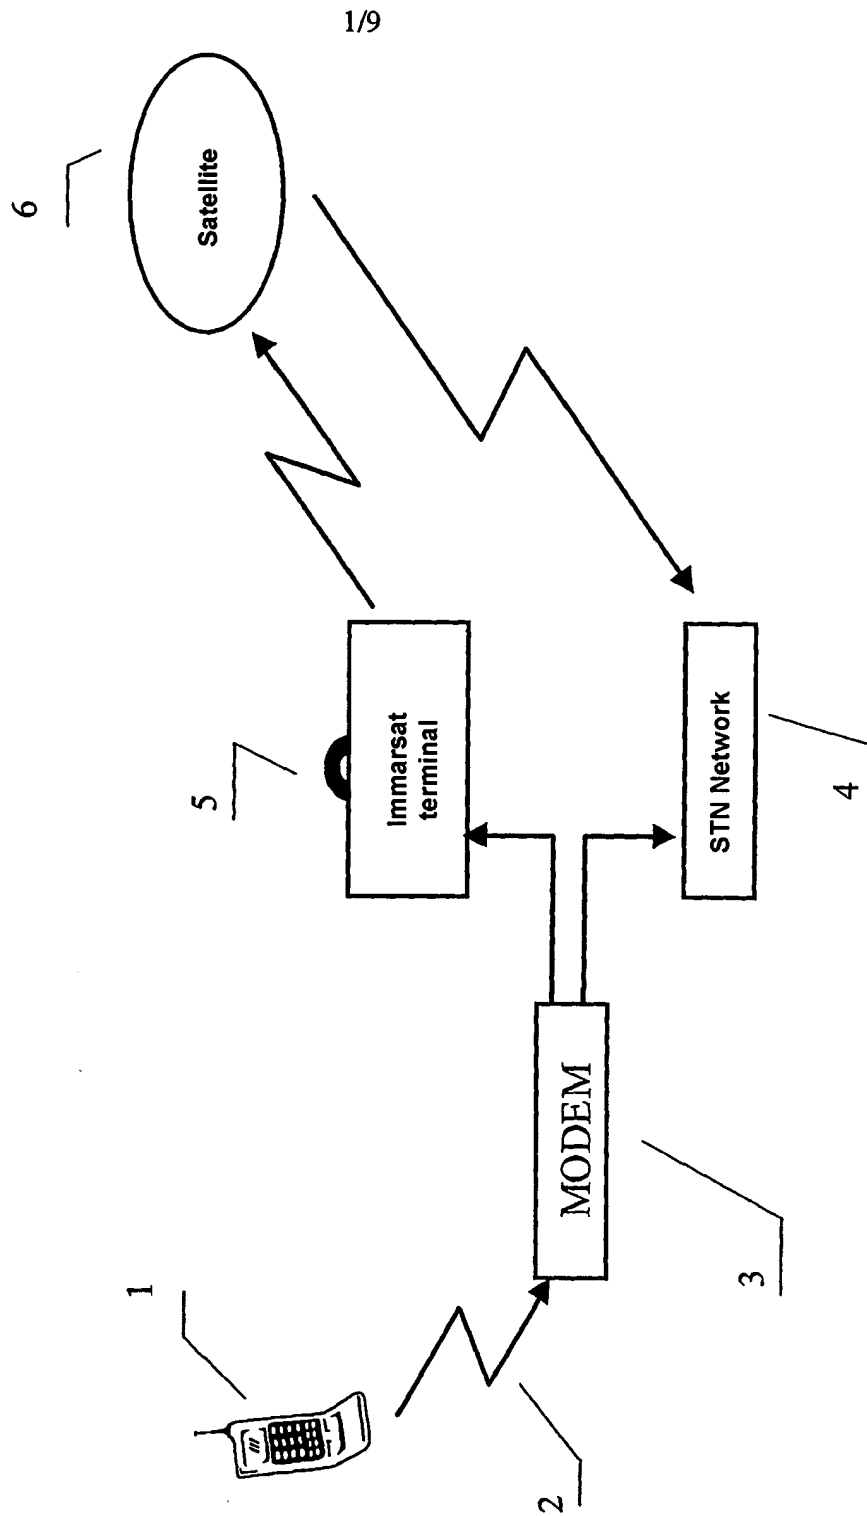 1/9
6
Satellite
5
Immarsat
terminal
STN Network
4
MODEM
3
1
2